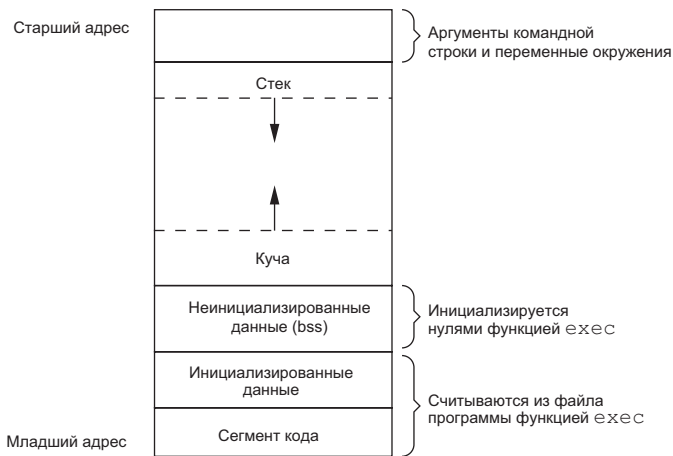 Старший адрес
Аргументы командной
строки и переменные окружения
Стек
Куча
Неинициализированные
данные (bss)
Инициализируется
нулями функцией exec
Инициализированные
данные
Считываются из файла
программы функцией exec
Сегмент кода
Младший адрес